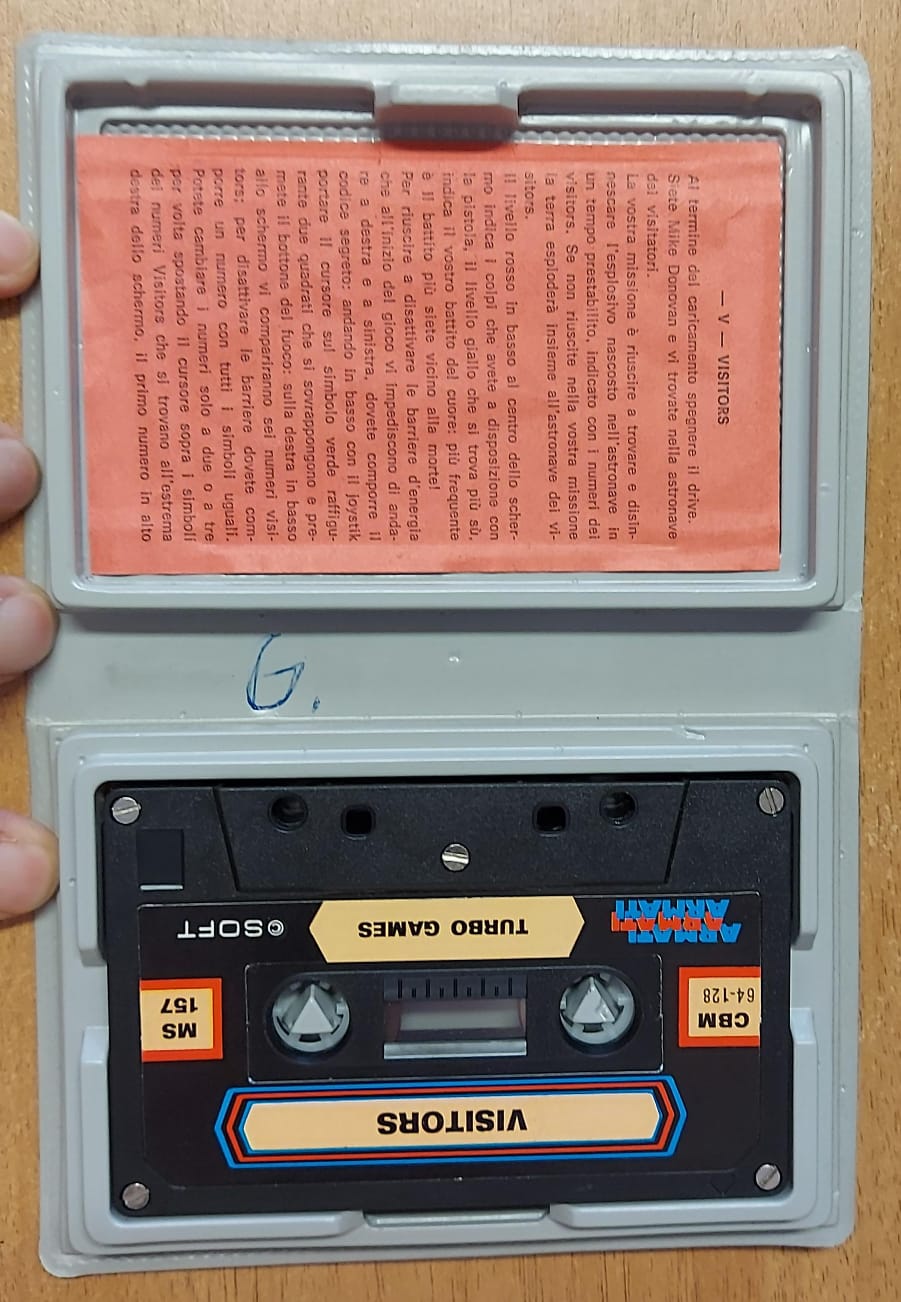 — V — VISITORS
Al termine del caricamento spegnere il drive.
Siete Mike Donovan e vi trovate nella astronave
dei visitatori.
La vostra missione è riuscire a trovare e disin-
nescare l'esplosivo nascosto nell'astronave in
un tempo prestabilito, indicato con i numeri dei
visitors. Se non riuscite nella vostra missione
la terra esploderà insieme all'astronave dei vi-
sitors.
Il livello rosso in basso al centro dello scher-
mo indica i colpi che avete a disposizione con
la pistola, il livello giallo che si trova più sù,
indica il vostro battito del cuore: più frequente
è il battito più siete vicino alla morte!
Per riuscire a disattivare le barriere d'energia
che all'inizio del gioco vi impediscono di anda-
re a destra e a sinistra, dovete comporre il
codice segreto: andando in basso con il joystik
portare il cursore sul simbolo verde raffigu-
rante due quadrati che si sovrappongono e pre-
mete il bottone del fuoco: sulla destra in basso
allo schermo vi compariranno sei numeri visi-
tors; per disattivare le barriere dovete com-
porre un numero con tutti i simboli uguali.
Potete cambiare i numeri solo a due o a tre
per volta spostando il cursore sopra i simboli
dei numeri Visitors che si trovano all'estrema
destra dello schermo, il primo numero in alto
G.
VISITORS
CBM
64-128
MS
157
ARMATI
ARMATI
ARMATI
TURBO GAMES
©SOFT